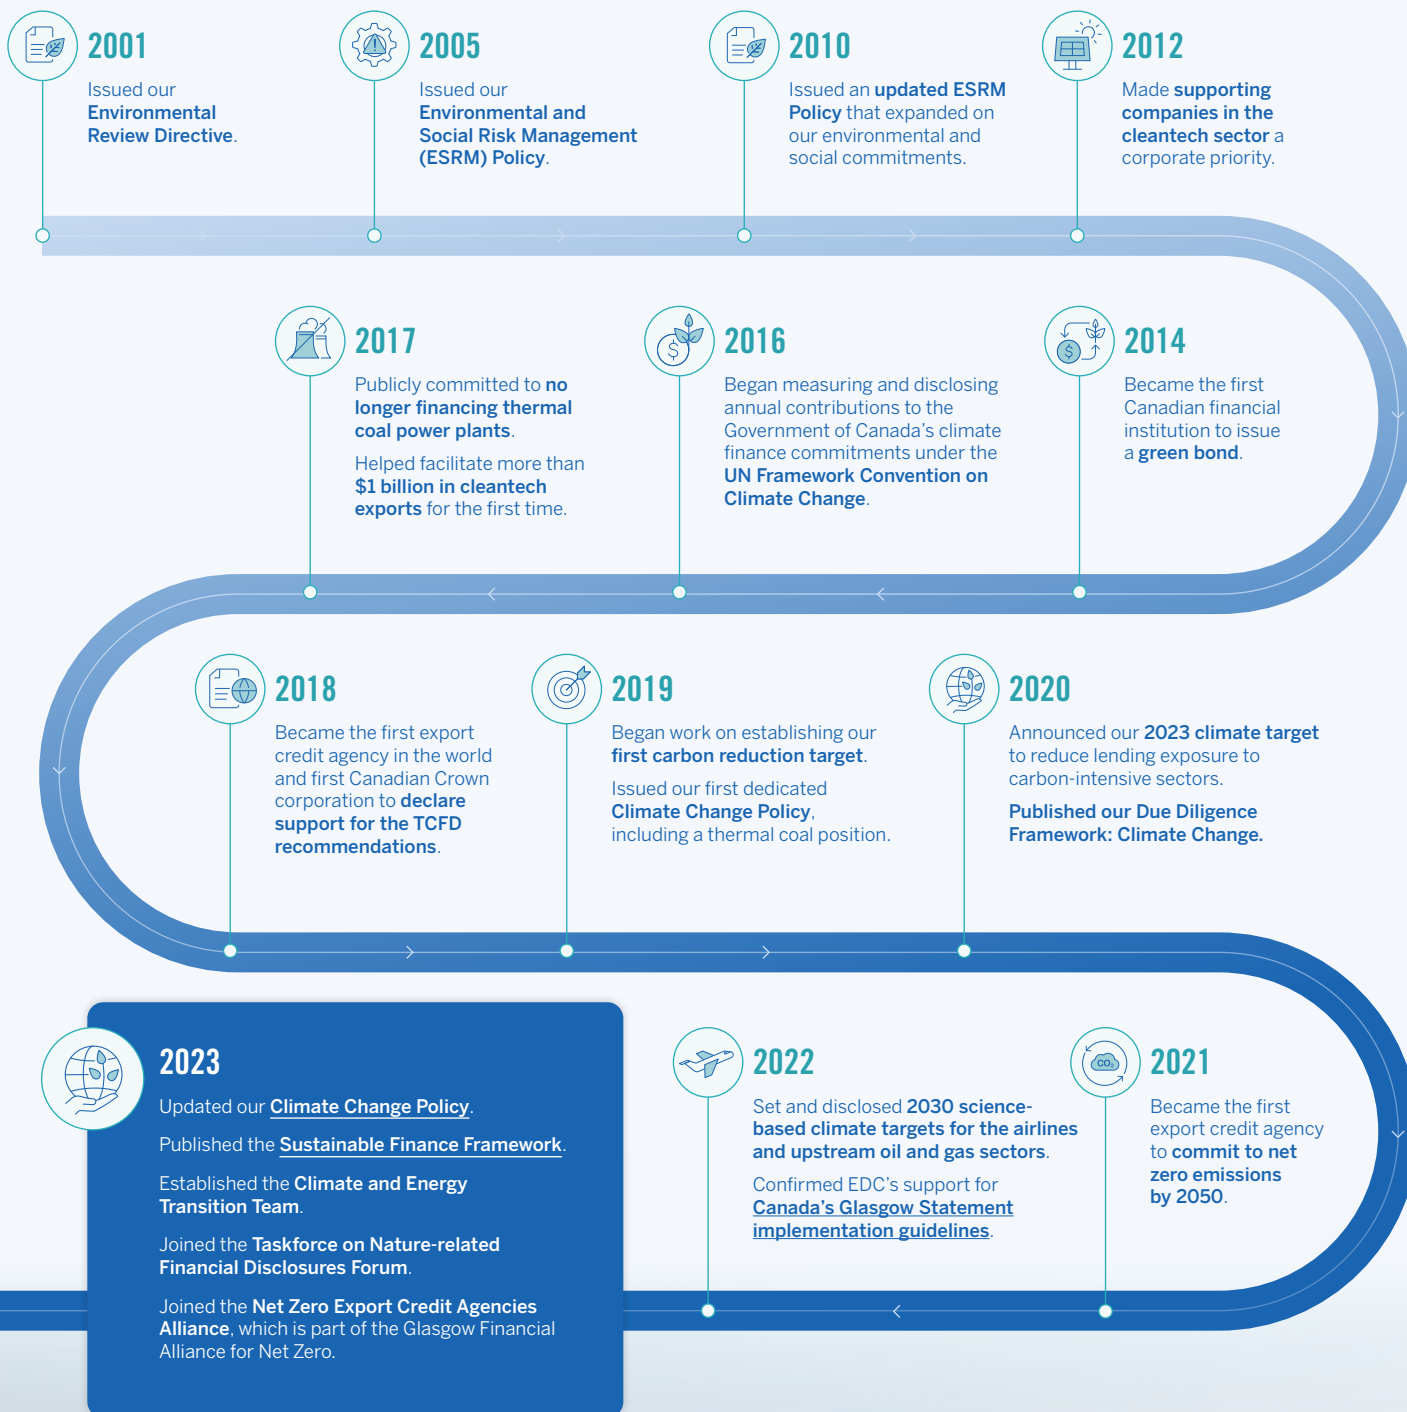 2001
Issued our
Environmental
Review Directive.
2005
Issued our
Environmental and
Social Risk Management
(ESRM) Policy.
2010
Issued an updated ESRM
Policy that expanded on
our environmental and
social commitments.
2012
Made supporting
companies in the
cleantech sector a
corporate priority.
2014
Became the first
Canadian financial
institution to issue
a green bond.
2016
Began measuring and disclosing
annual contributions to the
Government of Canada’s climate
finance commitments under the
UN Framework Convention on
Climate Change.
2017
Publicly committed to no
longer financing thermal
coal power plants.
Helped facilitate more than
$1 billion in cleantech
exports for the first time.
2018
Became the first export
credit agency in the world
and first Canadian Crown
corporation to declare
support for the TCFD
recommendations.
2019
Began work on establishing our
first carbon reduction target.
Issued our first dedicated
Climate Change Policy,
including a thermal coal position.
2020
Announced our 2023 climate target
to reduce lending exposure to
carbon-intensive sectors.
Published our Due Diligence
Framework: Climate Change.
CO₂
2021
Became the first
export credit agency
to commit to net
zero emissions
by 2050.
2022
Set and disclosed 2030 science-
based climate targets for the airlines
and upstream oil and gas sectors.
Confirmed EDC’s support for
Canada’s Glasgow Statement
implementation guidelines.
2023
Updated our Climate Change Policy.
Published the Sustainable Finance Framework.
Established the Climate and Energy
Transition Team.
Joined the Taskforce on Nature-related
Financial Disclosures Forum.
Joined the Net Zero Export Credit Agencies
Alliance, which is part of the Glasgow Financial
Alliance for Net Zero.